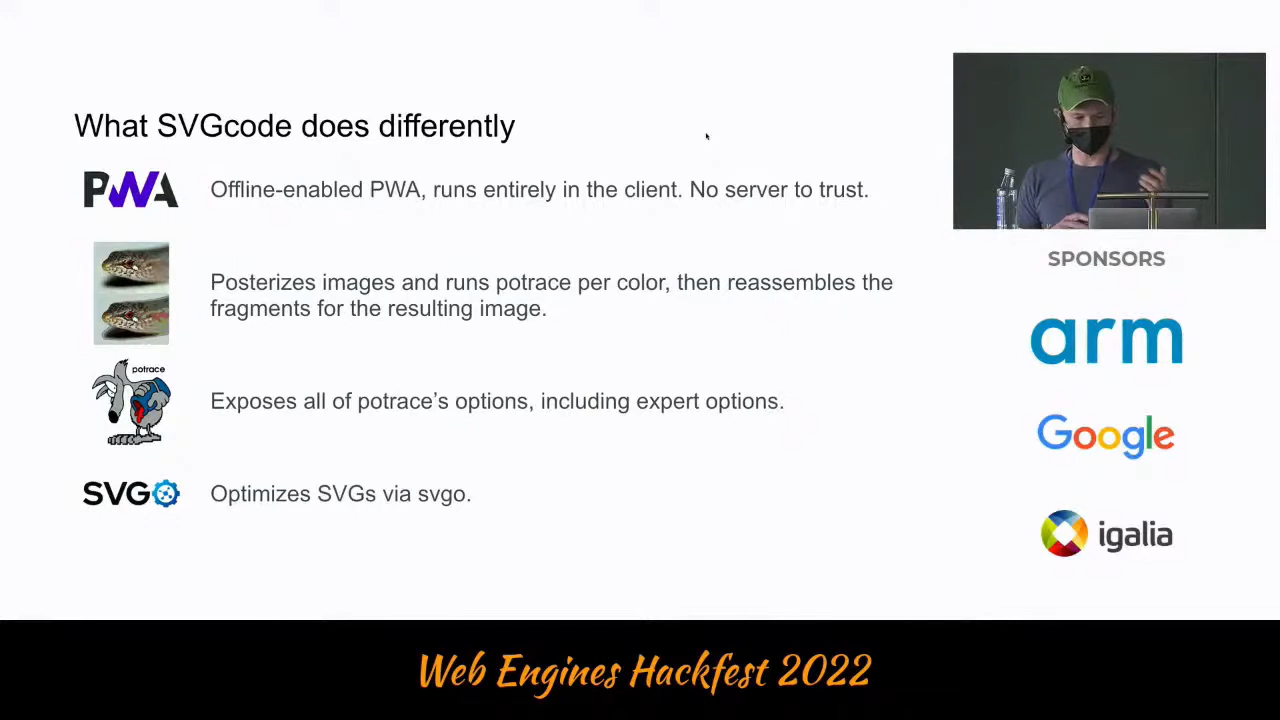 What SVGcode does differently
PWA
Offline-enabled PWA, runs entirely in the client. No server to trust.
Posterizes images and runs potrace per color, then reassembles the
fragments for the resulting image.
potrace
Exposes all of potrace’s options, including expert options.
SVGO
Optimizes SVGs via svgo.
SPONSORS
arm
Google
igalia
Web Engines Hackfest 2022